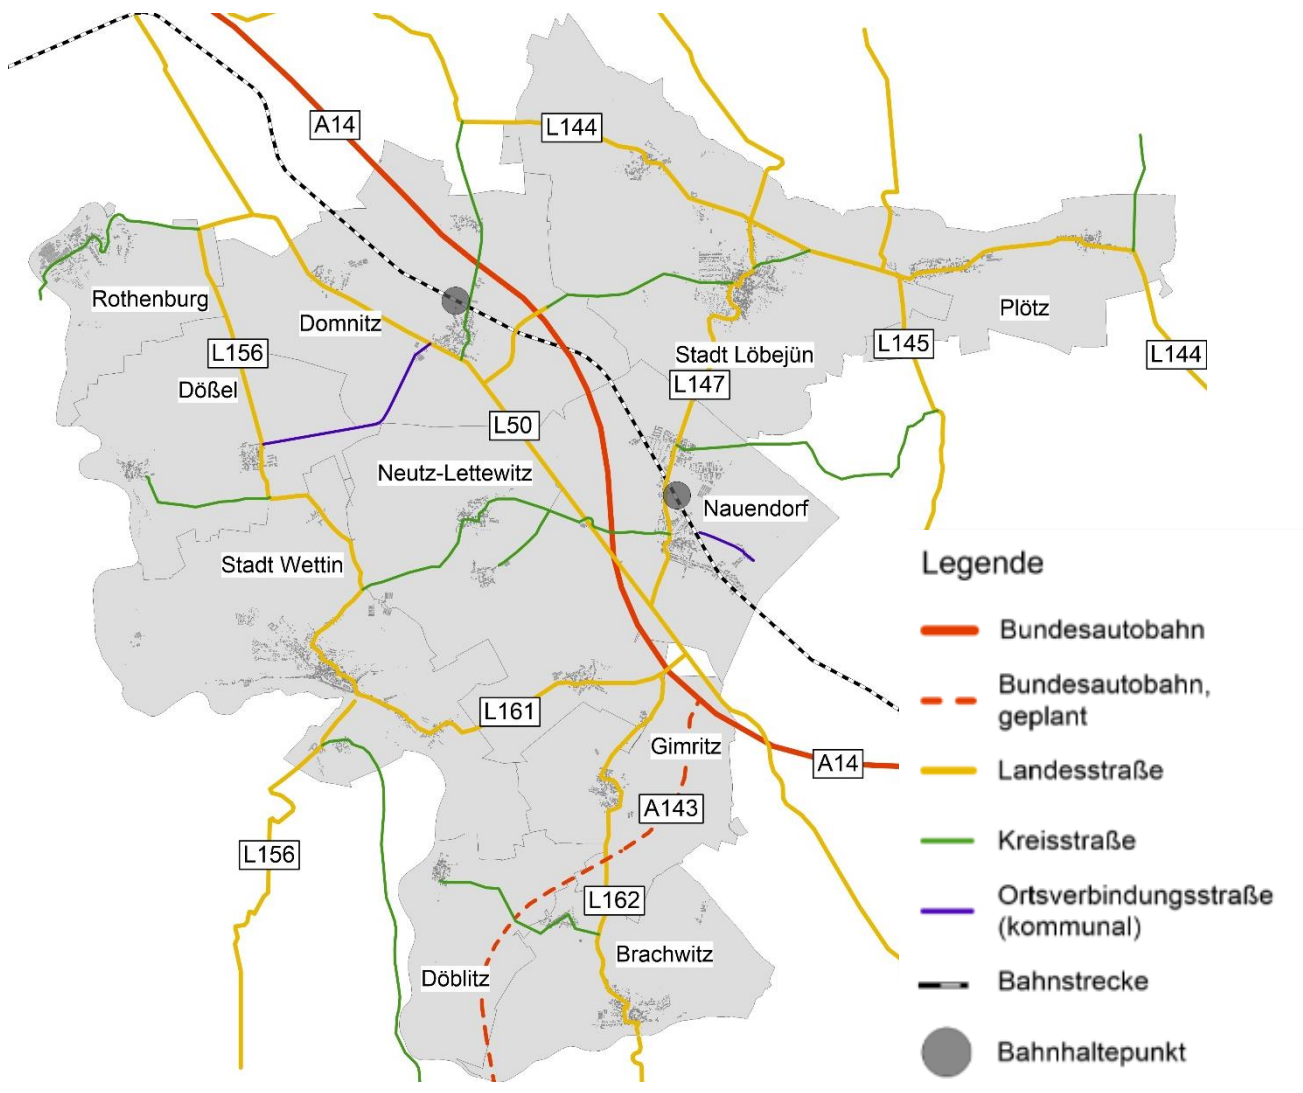 A14
L144
Rothenburg
Domnitz
Plötz
L156
Stadt Löbejün
L145
L144
Dößel
L147
L50
Neutz-Lettewitz
Nauendorf
Stadt Wettin
L161
Gimritz
A14
A143
L156
L162
Brachwitz
Döblitz
Legende
Bundesautobahn
Bundesautobahn,
geplant
Landesstraße
Kreisstraße
Ortsverbindungsstraße
(kommunal)
Bahnstrecke
Bahnhaltepunkt